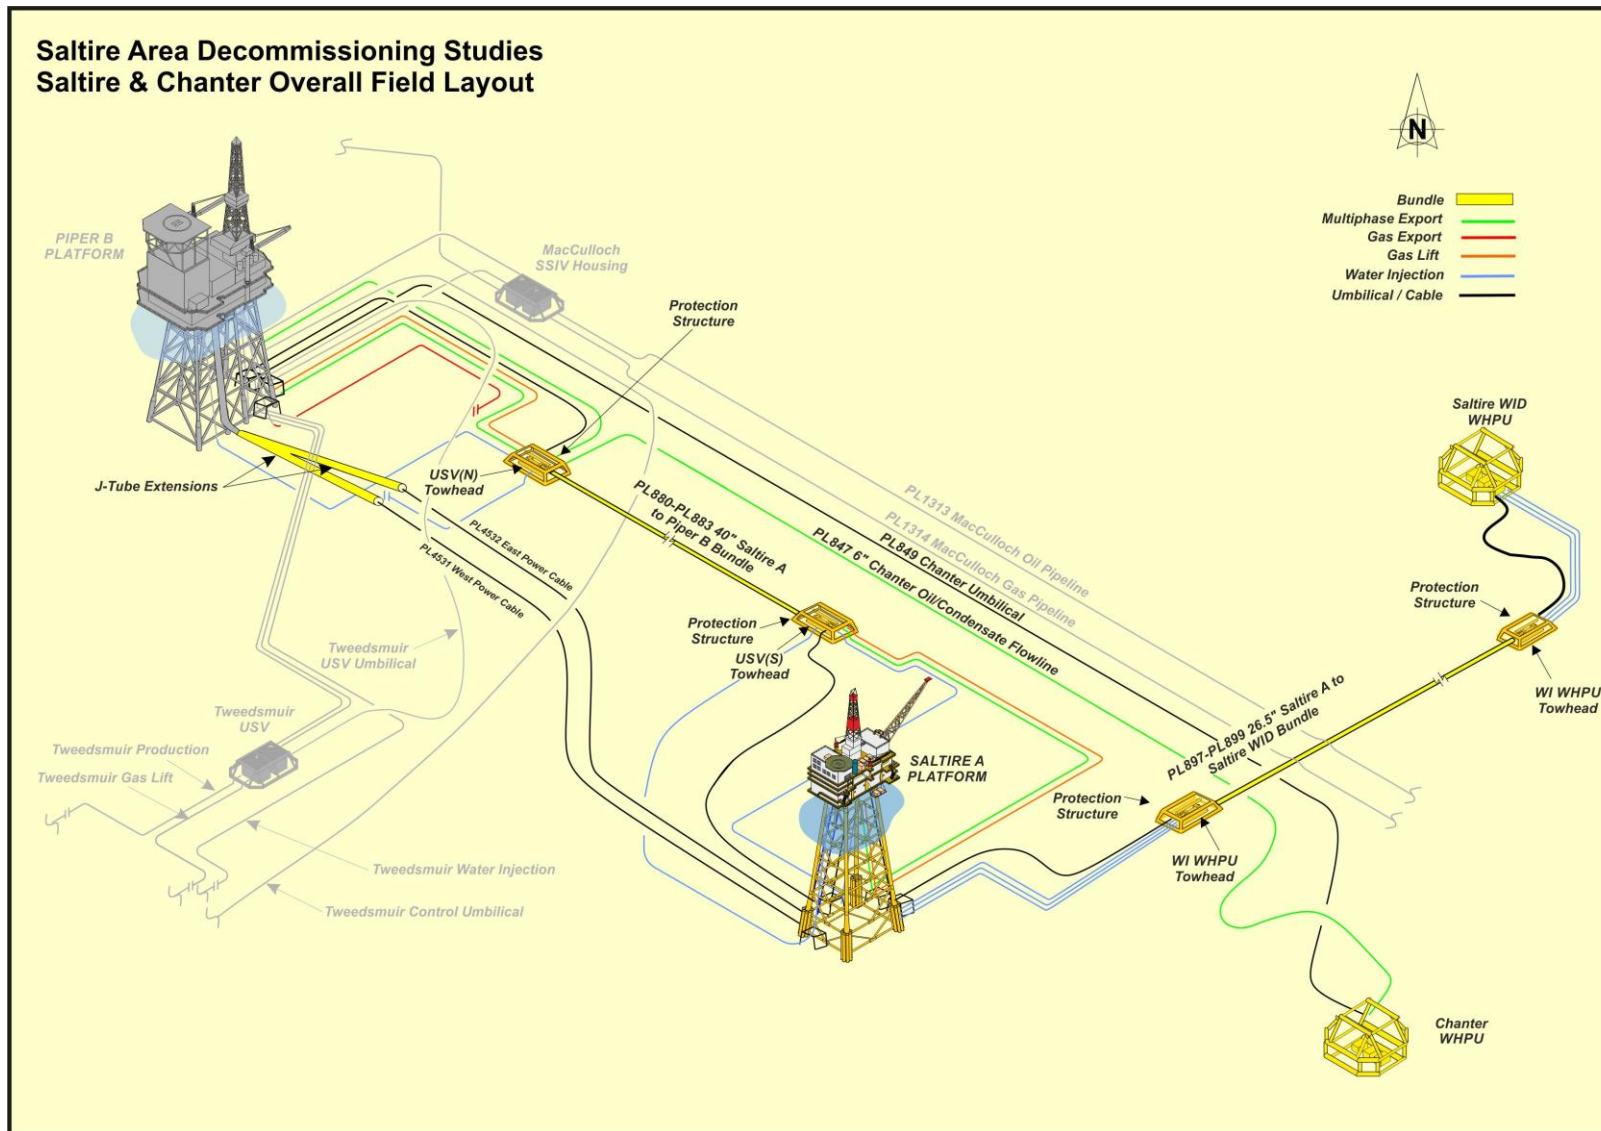 Saltire Area Decommissioning Studies
Saltire & Chanter Overall Field Layout
N
Bundle
Multiphase Export
Gas Export
Gas Lift
Water Injection
Umbilical / Cable
PIPER B
PLATFORM
MacCulloch
SSIV Housing
Protection
Structure
Saltire WID
WHPU
J-Tube Extensions
USV(N)
Towhead
PL880-PL883 40" Saltire A
to Piper B Bundle
PL4532 East Power Cable
PL4531 West Power Cable
PL1313 MacCulloch Oil Pipeline
PL1314 MacCulloch Gas Pipeline
PL849 Chanter Umbilical
PL847 6" Chanter Oil/Condensate Flowline
Protection
Structure
Protection
Structure
USV(S)
Towhead
Tweedsmuir
USV Umbilical
WI WHPU
Towhead
PL897-PL899 26.5" Saltire A to
Saltire WID Bundle
Tweedsmuir
USV
Tweedsmuir Production
Tweedsmuir Gas Lift
SALTIRE A
PLATFORM
Protection
Structure
WI WHPU
Towhead
Tweedsmuir Water Injection
Tweedsmuir Control Umbilical
Chanter
WHPU